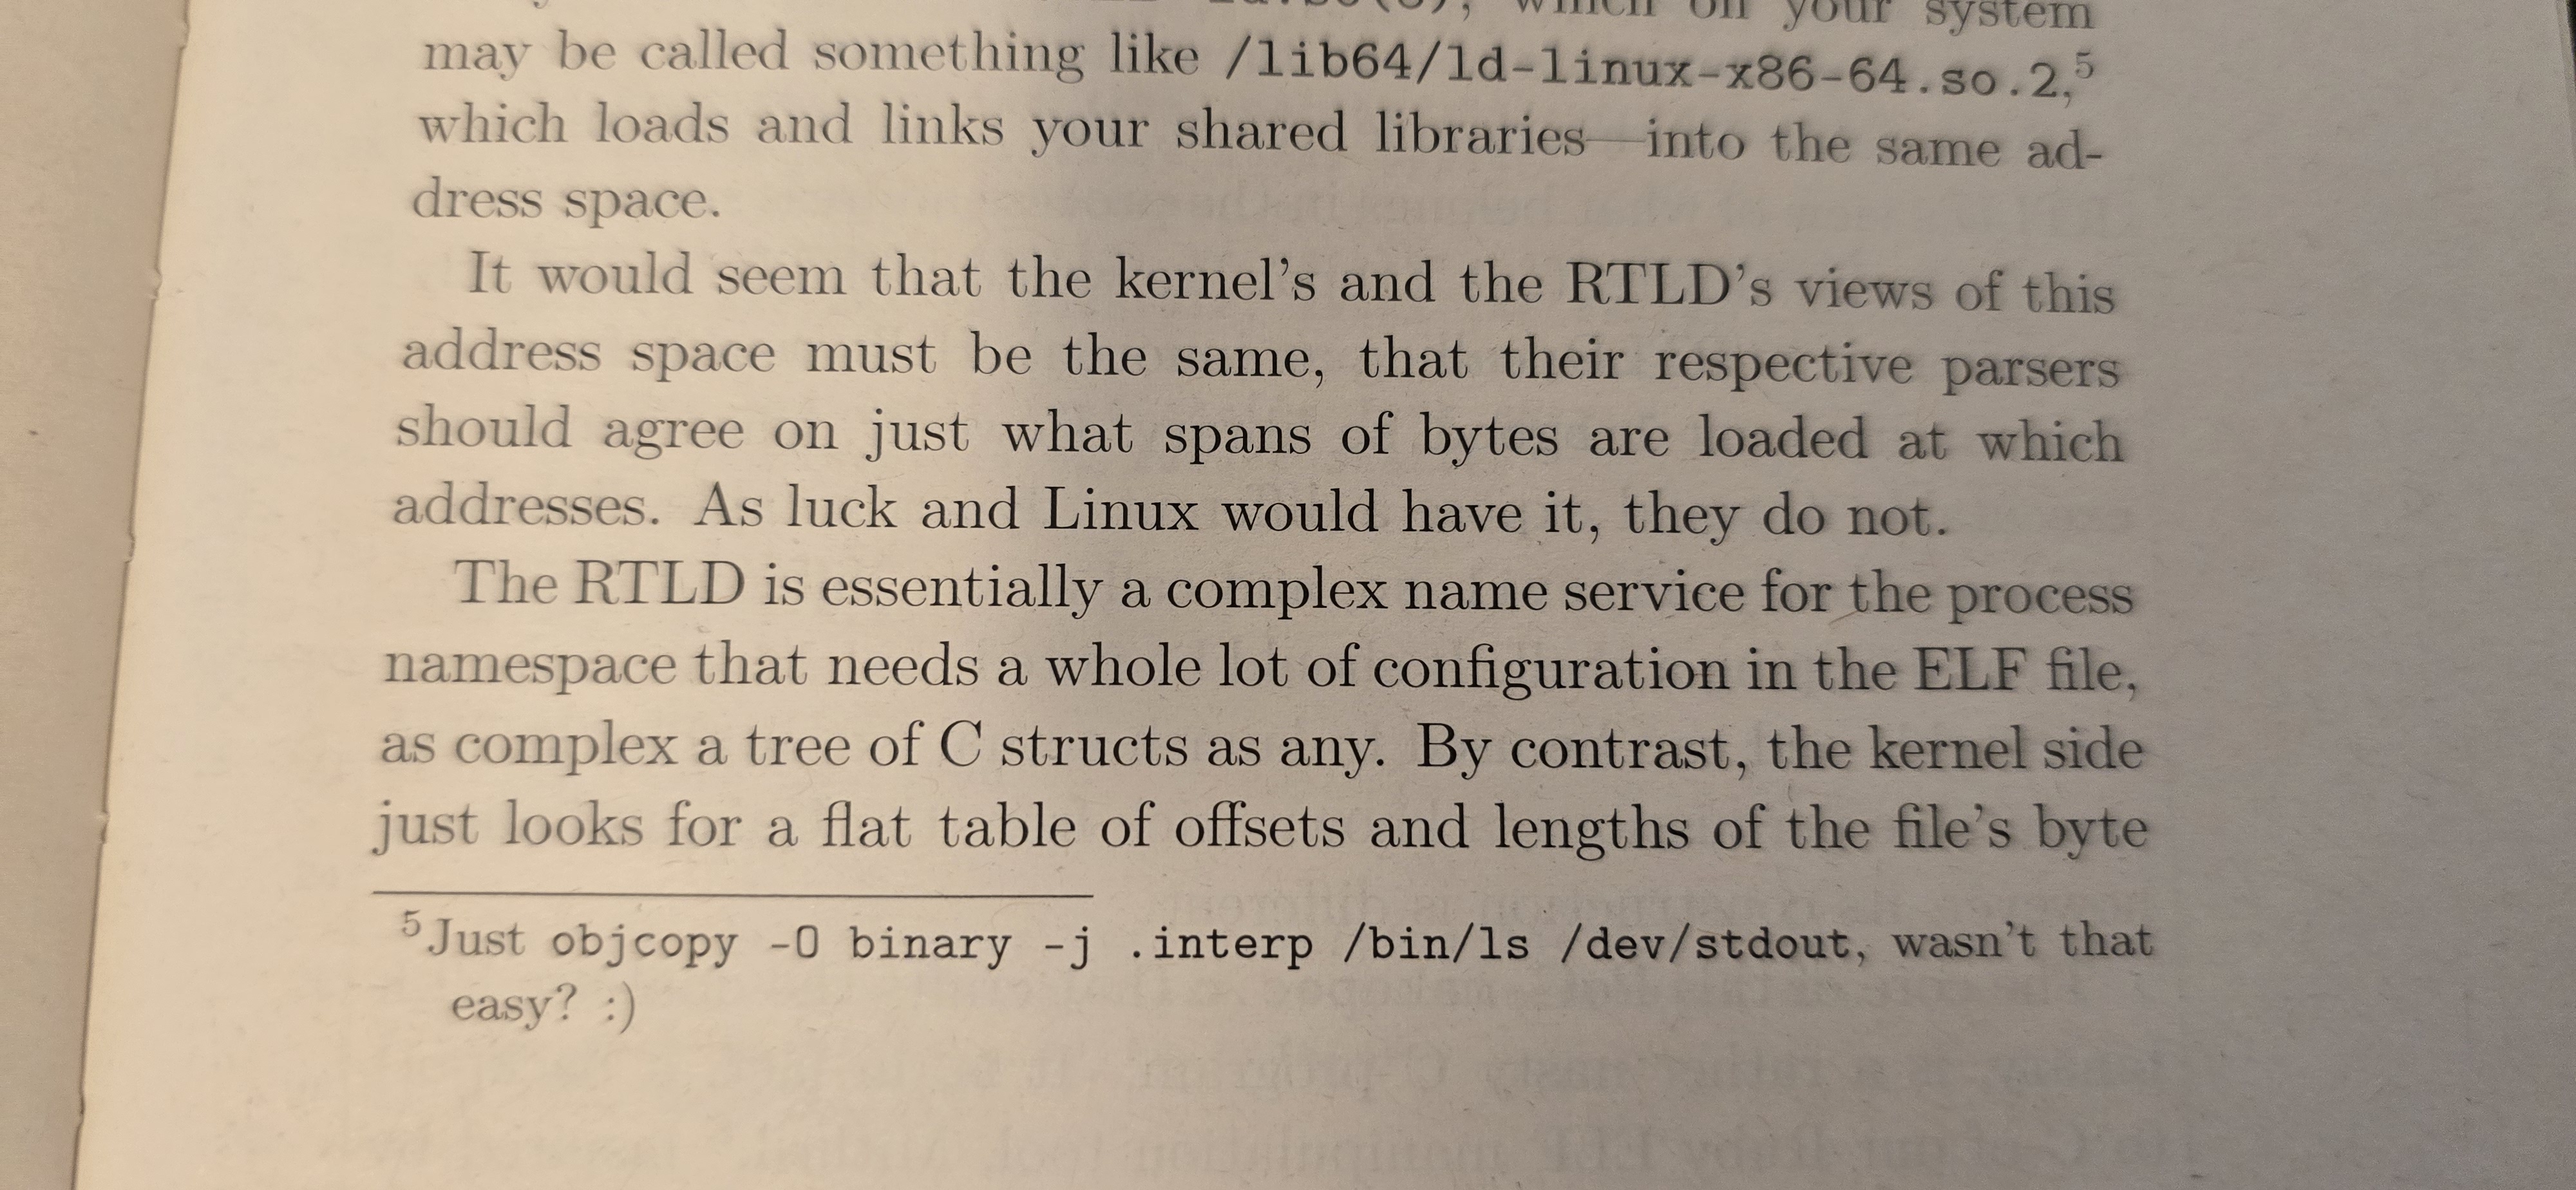 which on your system
may be called something like /lib64/ld-linux-x86-64.so.2,5
which loads and links your shared libraries—into the same ad-
dress space.
It would seem that the kernel's and the RTLD's views of this
address space must be the same, that their respective parsers
should agree on just what spans of bytes are loaded at which
addresses. As luck and Linux would have it, they do not.
The RTLD is essentially a complex name service for the process
namespace that needs a whole lot of configuration in the ELF file,
as complex a tree of C structs as any. By contrast, the kernel side
just looks for a flat table of offsets and lengths of the file's byte
5Just objcopy -O binary -j .interp /bin/ls /dev/stdout, wasn't that
easy? :)